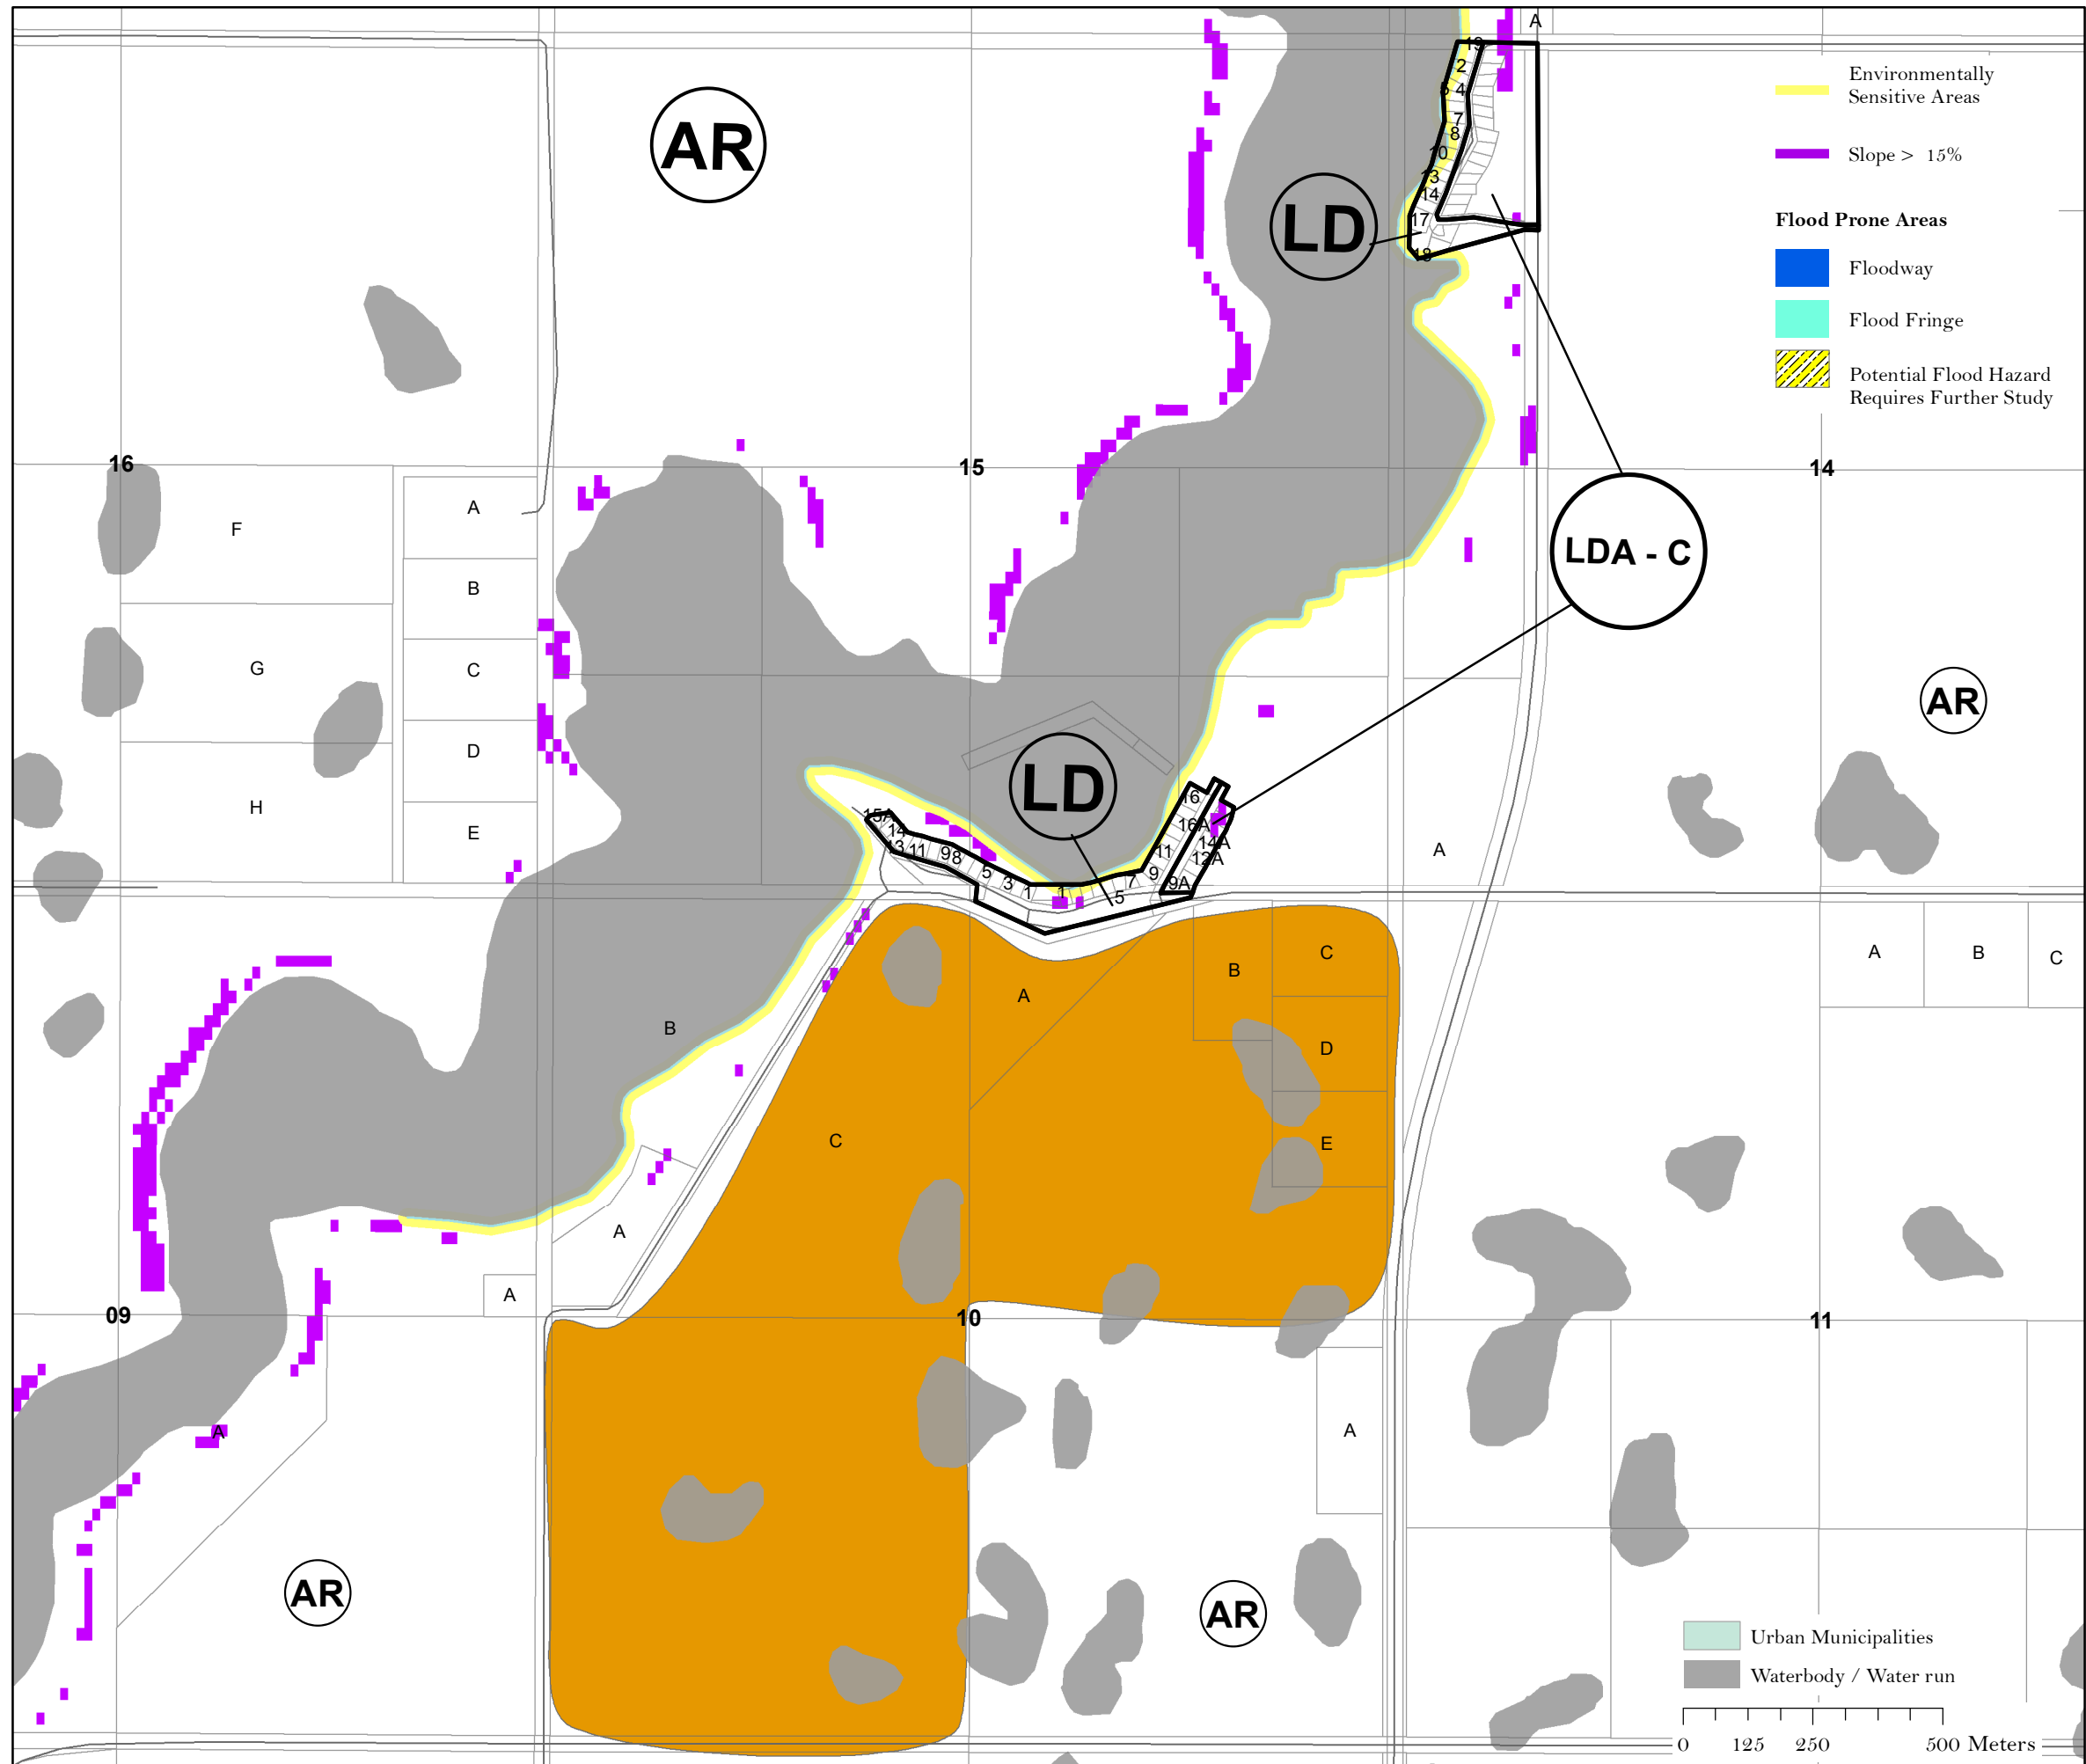 A
19
2
5 4
7
8
10
13
14
17
18
AR
LD
Environmentally
Sensitive Areas
Slope > 15%
Flood Prone Areas
Floodway
Flood Fringe
Potential Flood Hazard
Requires Further Study
16
15
14
F
A
B
G
C
D
H
E
LDA - C
AR
LD
A
15A
14
13
11
9
8
5
3
1
1
5
7
9
11
16
16A
14A
12A
9A
A
B
C
D
E
A
B
C
B
C
A
A
09
10
11
A
A
AR
AR
Urban Municipalities
Waterbody / Water run
0 125 250 500 Meters